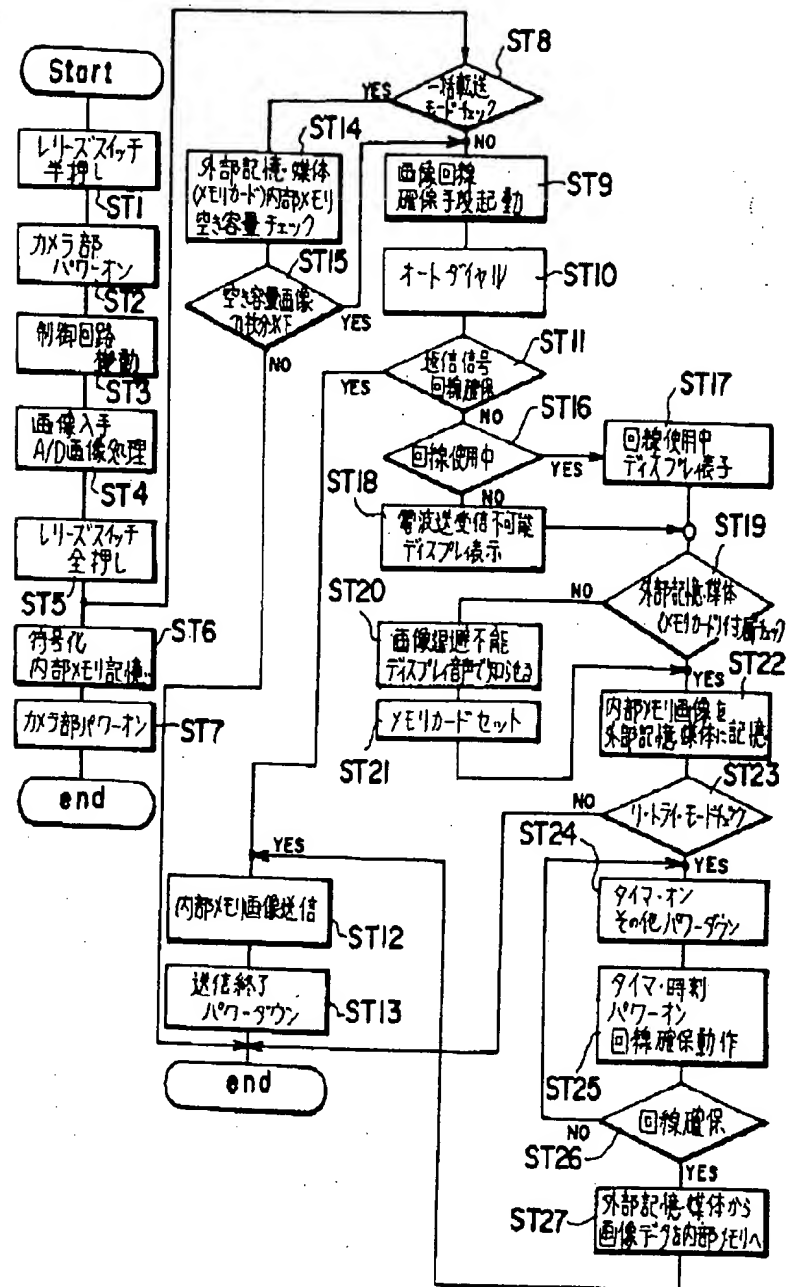 Start
レリーズスイッチ
半押し
ST1
カメラ部
パワーオン
ST2
制御回路
ST3
画像入手
A/D画像処理
ST4
レリーズスイッチ
全押し
ST5
符号化
内部メモリ記憶
ST6
カメラ部パワーオン
ST7
end
ST8
一括転送
モードチェック
YES
NO
ST14
外部記憶・媒体
(メモリカード)内部メモリ
空き容量チェック
画像回線
確保手段起動
ST9
ST15
空き容量画像
YES
NO
オートダイヤル
ST10
ST11
送信信号
回線確保
YES
NO
ST16
回線使用中
YES
NO
ST17
回線使用中
ディスプレイ表子
ST18
電波送受信不可能
ディスプレイ表示
ST19
外部記憶・媒体
NO
YES
ST20
画像退避不能
ディスプレイ音声で知らせる
ST21
メモリカードセット
ST22
内部メモリ画像を
外部記憶・媒体に記憶
ST23
リ・トライ・モードチェック
NO
YES
ST24
タイマ・オン
その他パワーダウン
YES
内部メモリ画像送信
ST12
送信終了
パワーダウン
ST13
end
タイマ・時刻
パワーオン
回線確保動作
ST25
回線確保
NO
ST26
YES
ST27
外部記憶・媒体から
画像データを内部メモリへ